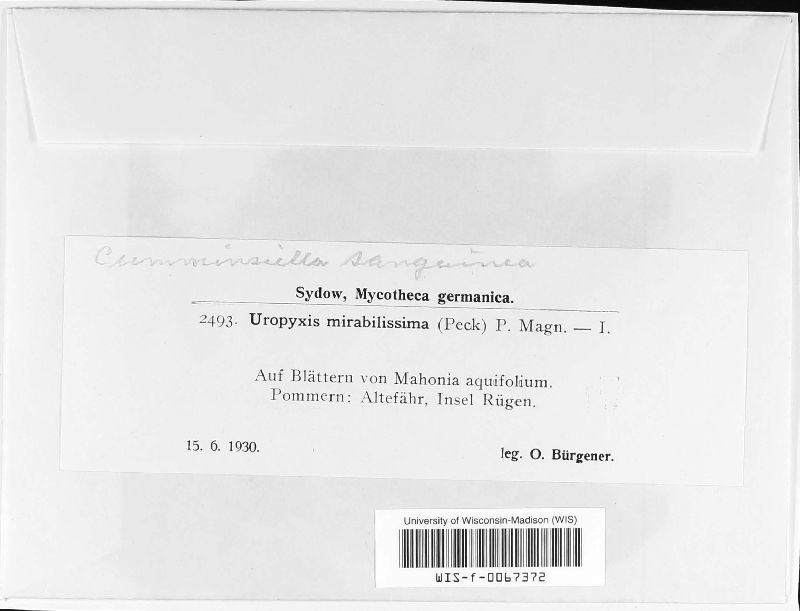 Cumminsiella sanguinea
Sydow, Mycotheca germanica.
2493. Uropyxis mirabilissima (Peck) P. Magn. — I.
Auf Blättern von Mahonia aquifolium.
Pommern: Altefähr, Insel Rügen.
15. 6. 1930. leg. O. Bürgener.
University of Wisconsin-Madison (WIS)
WIS-f-0067372